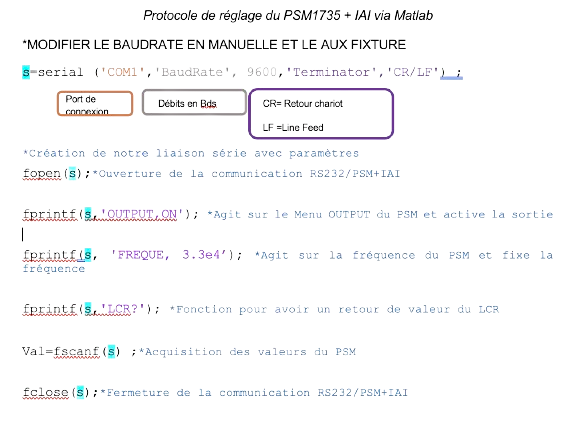 Protocole de réglage du PSM1735 + IAI via Matlab
*MODIFIER LE BAUDRATE EN MANUELLE ET LE AUX FIXTURE
s=serial ('COM1','BaudRate', 9600,'Terminator','CR/LF') ;
Port de
connexion
Débits en Bds
CR= Retour chariot
LF =Line Feed
*Création de notre liaison série avec paramètres
fopen(s);*Ouverture de la communication RS232/PSM+IAI
fprintf(s,'OUTPUT,ON'); *Agit sur le Menu OUTPUT du PSM et active la sortie
fprintf(s, 'FREQUE, 3.3e4’); *Agit sur la fréquence du PSM et fixe la
fréquence
fprintf(s,'LCR?'); *Fonction pour avoir un retour de valeur du LCR
Val=fscanf(s) ;*Acquisition des valeurs du PSM
fclose(s);*Fermeture de la communication RS232/PSM+IAI